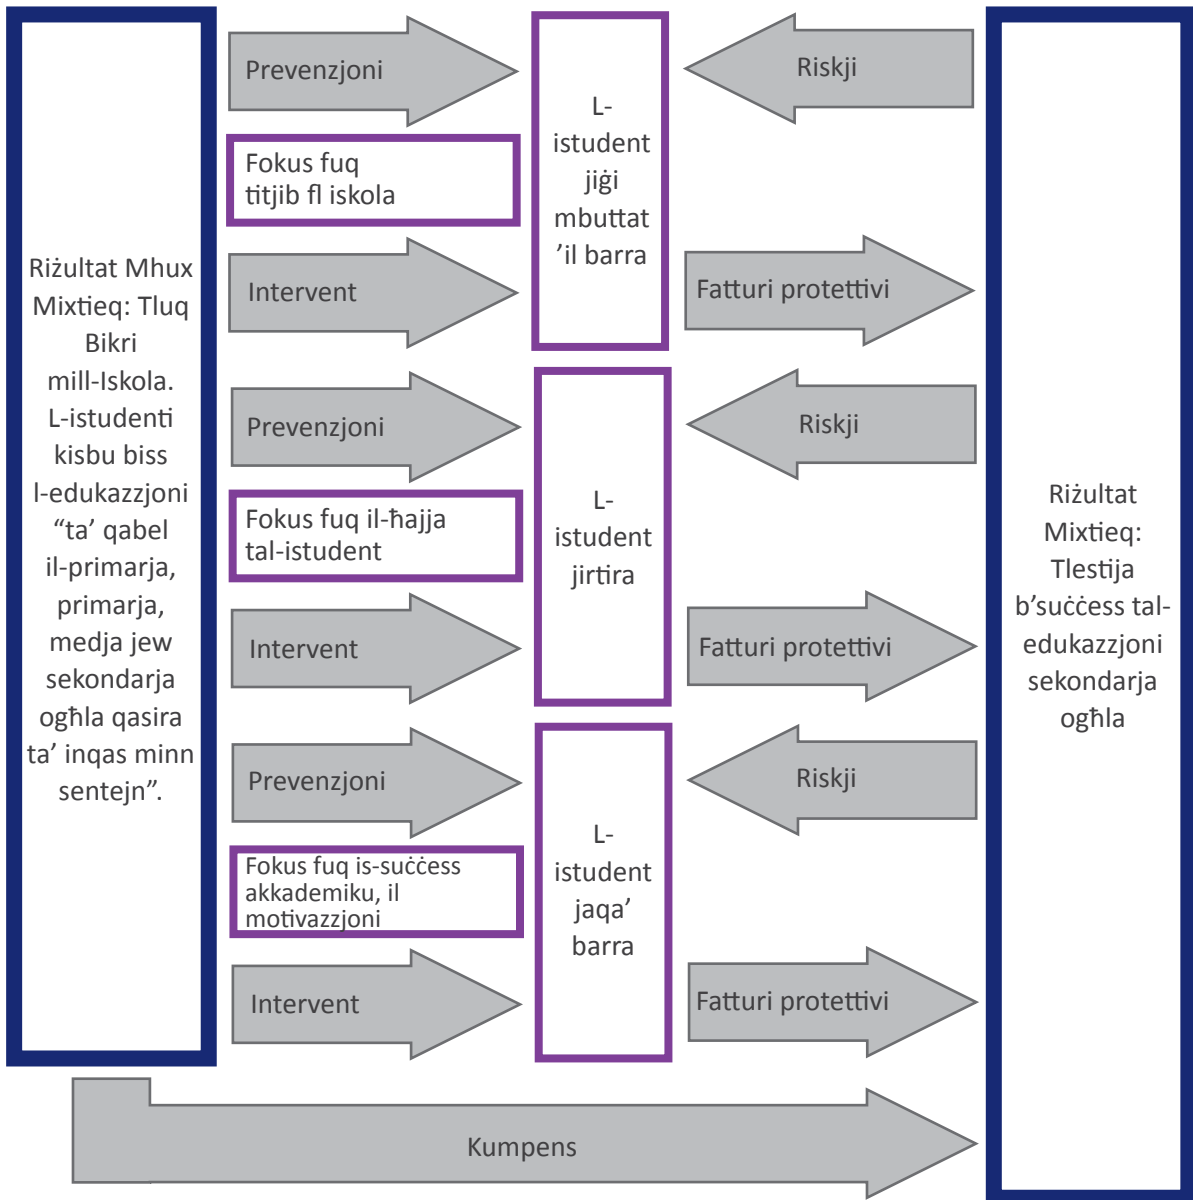 Riżultat Mhux
Mixtieq: Tluq
Bikri
mill-Iskola.
L-istudenti
kisbu biss
l-edukazzjoni
“ta’ qabel
il-primarja,
primarja,
medja jew
sekondarja
ogħla qasira
ta’ inqas minn
sentejn”.
Prevenzjoni
Fokus fuq
titjib fl iskola
Intervent
L-
istudent
jiġi
mbuttat
’il barra
Riskji
Fatturi protettivi
Prevenzjoni
Fokus fuq il-ħajja
tal-istudent
Intervent
L-
istudent
jirtira
Riskji
Fatturi protettivi
Prevenzjoni
Fokus fuq is-suċċess
akkademiku, il
motivazzjoni
Intervent
L-
istudent
jaqa’
barra
Riskji
Fatturi protettivi
Riżultat
Mixtieq:
Tlestija
b’suċċess tal-
edukazzjoni
sekondarja
ogħla
Kumpens